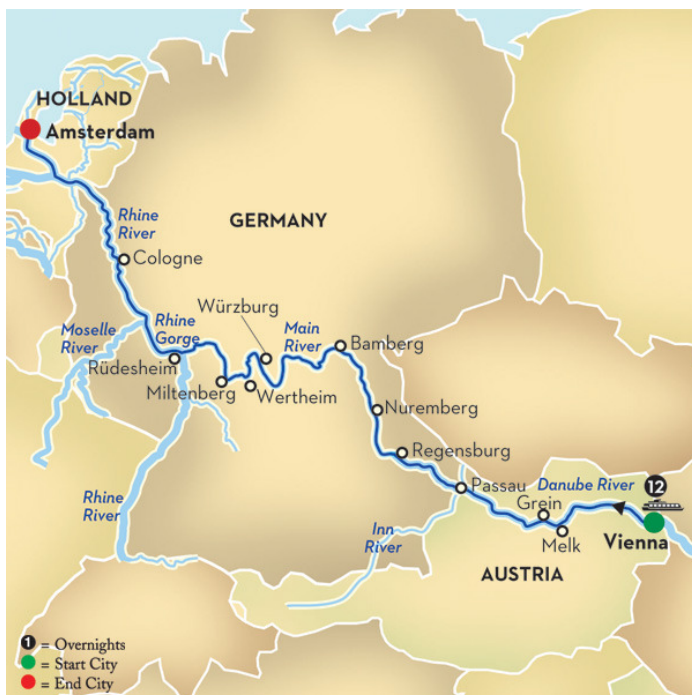 HOLLAND
Amsterdam
Rhine
River
GERMANY
Cologne
Würzburg
Moselle
River
Rhine
Gorge
Main
River
Bamberg
Rüdesheim
Miltenberg
Wertheim
Nuremberg
Regensburg
Passau
Danube River
12
Grein
Rhine
River
Inn
River
Melk
Vienna
AUSTRIA
1 = Overnights
= Start City
= End City